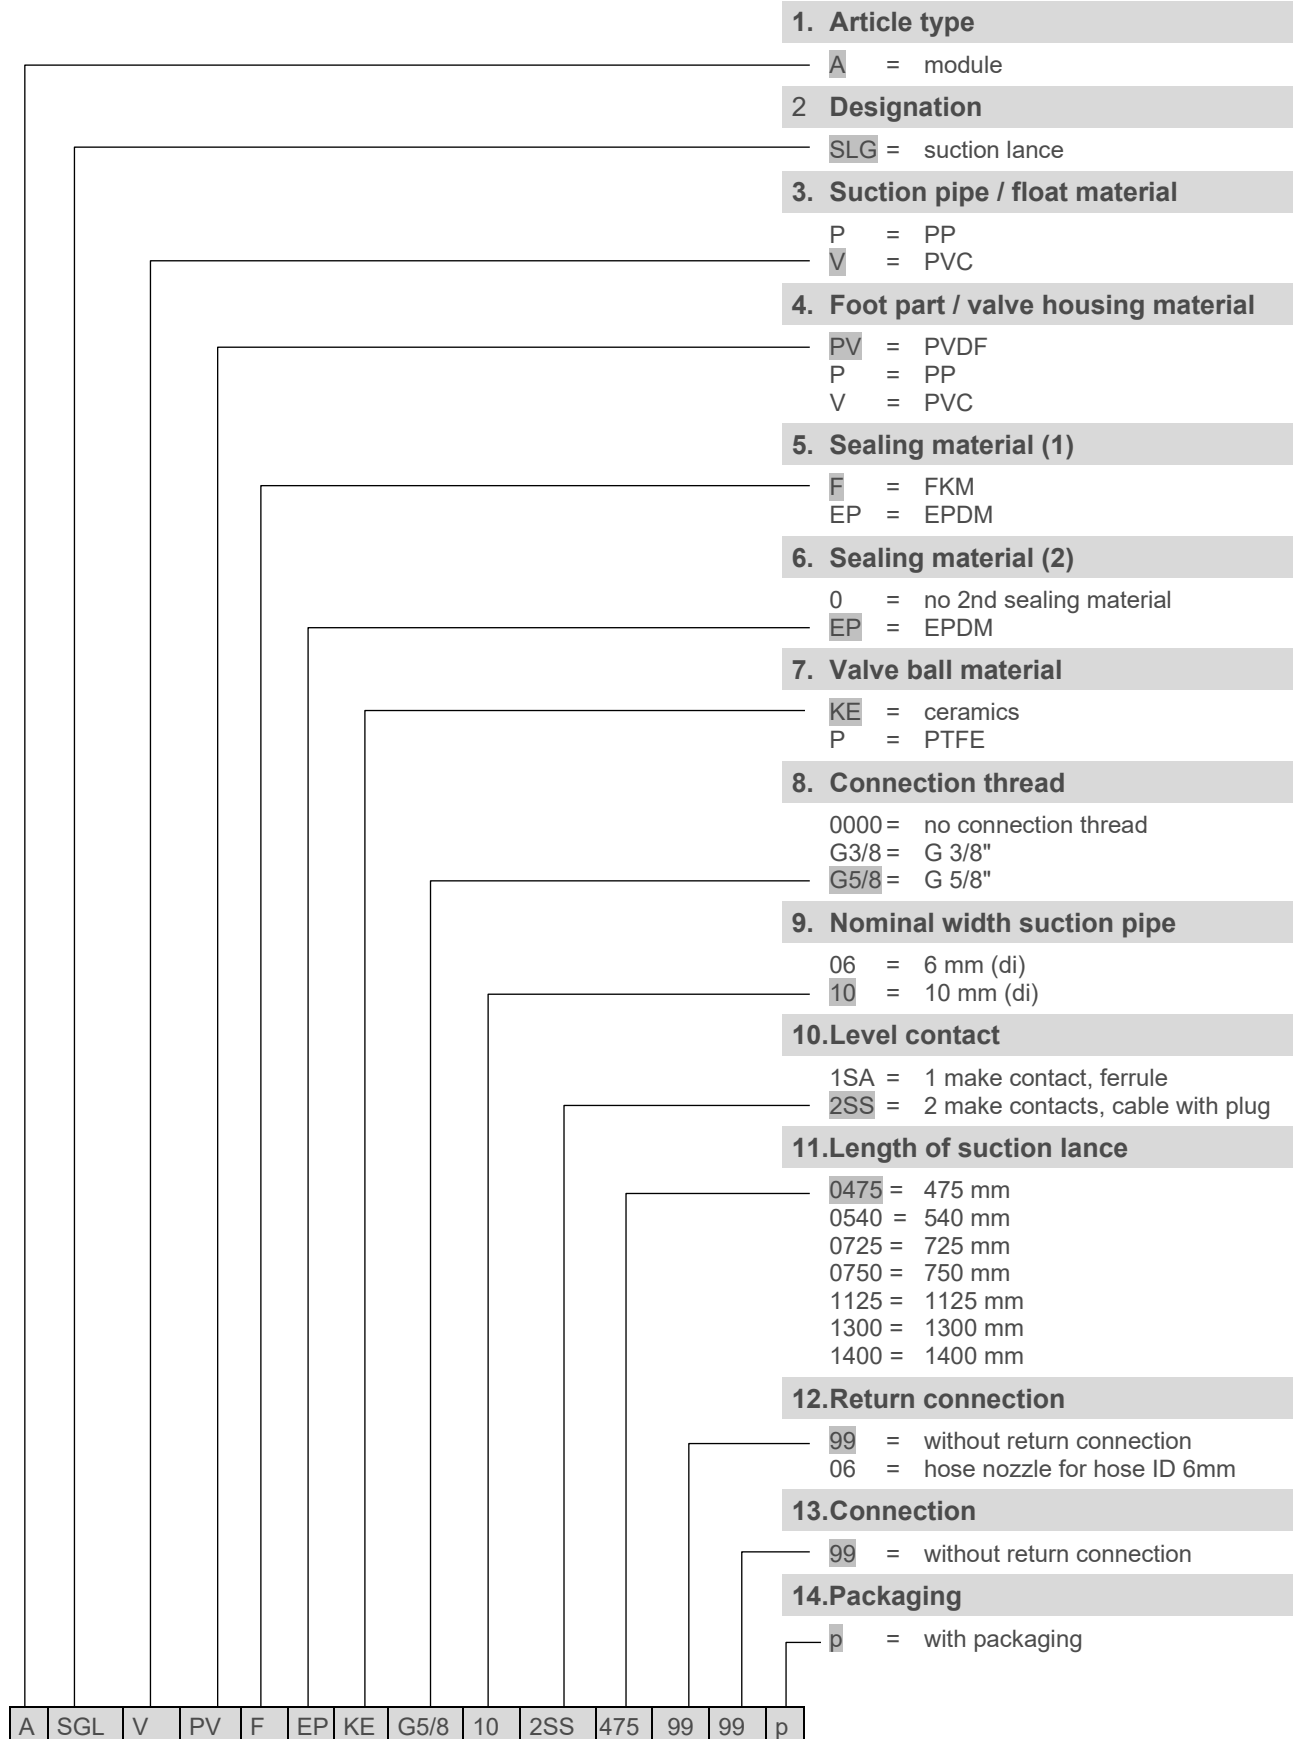 1. Article type
A = module
2 Designation
SLG = suction lance
3. Suction pipe / float material
P = PP
V = PVC
4. Foot part / valve housing material
PV = PVDF
P = PP
V = PVC
5. Sealing material (1)
F = FKM
EP = EPDM
6. Sealing material (2)
0 = no 2nd sealing material
EP = EPDM
7. Valve ball material
KE = ceramics
P = PTFE
8. Connection thread
0000 = no connection thread
G3/8 = G 3/8"
G5/8 = G 5/8"
9. Nominal width suction pipe
06 = 6 mm (di)
10 = 10 mm (di)
10.Level contact
1SA = 1 make contact, ferrule
2SS = 2 make contacts, cable with plug
11.Length of suction lance
0475 = 475 mm
0540 = 540 mm
0725 = 725 mm
0750 = 750 mm
1125 = 1125 mm
1300 = 1300 mm
1400 = 1400 mm
12.Return connection
99 = without return connection
06 = hose nozzle for hose ID 6mm
13.Connection
99 = without return connection
14.Packaging
p = with packaging
A SGL V PV F EP KE G5/8 10 2SS 475 99 99 p